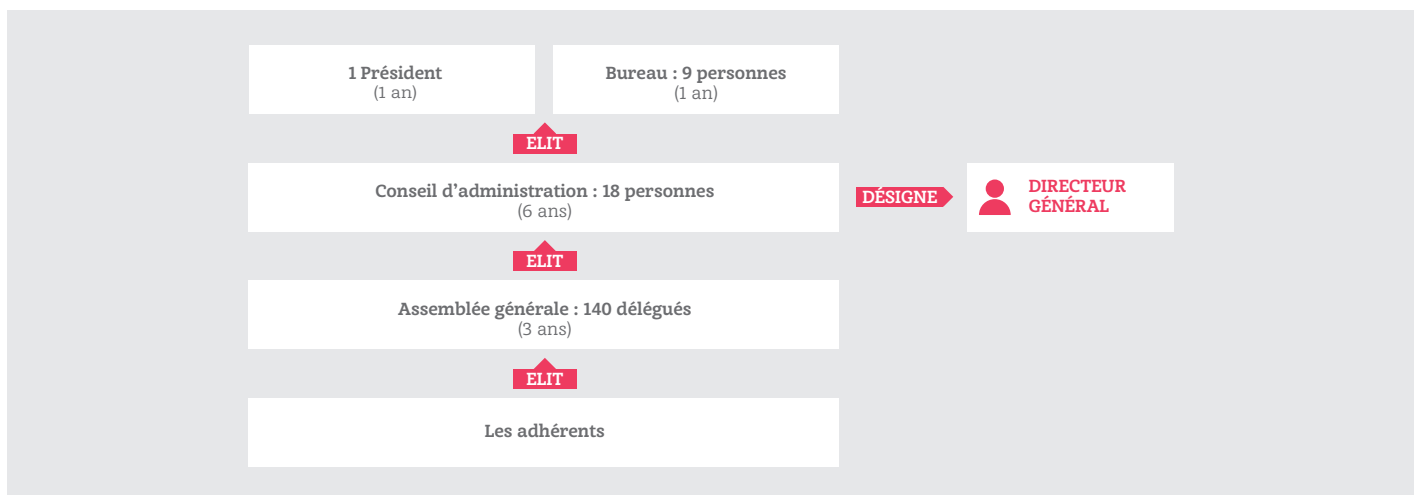 1 Président
(1 an)
Bureau : 9 personnes
(1 an)
ELIT
Conseil d’administration : 18 personnes
(6 ans)
DÉSIGNE
DIRECTEUR
GÉNÉRAL
ELIT
Assemblée générale : 140 délégués
(3 ans)
ELIT
Les adhérents